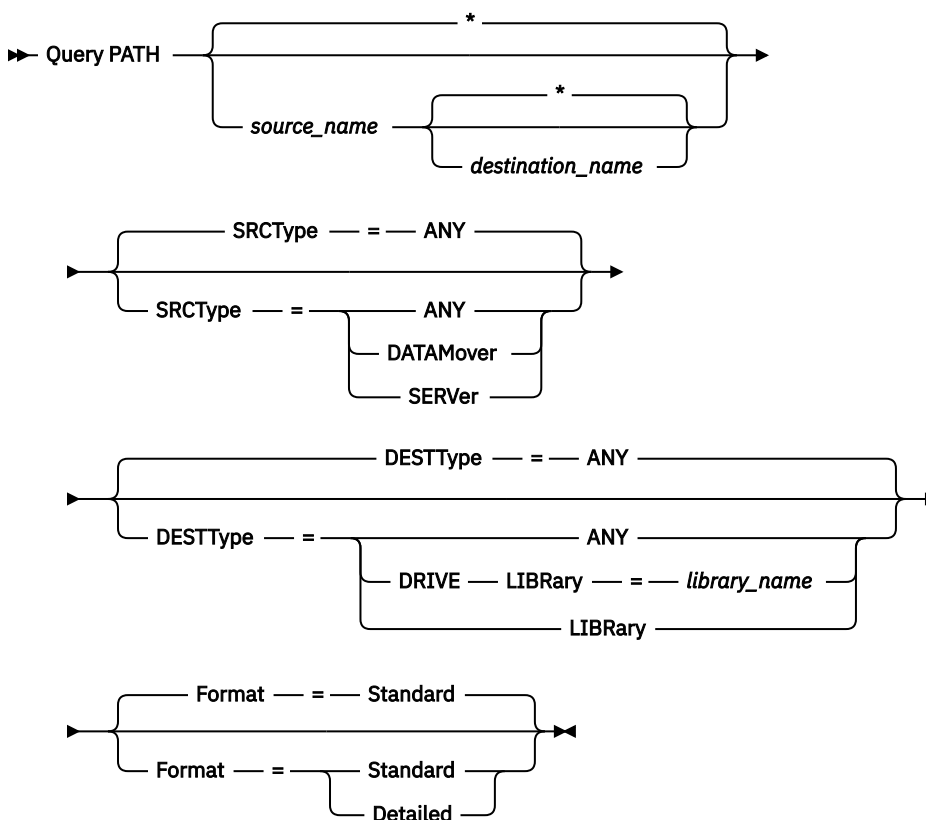 *
Query PATH
*
source_name
destination_name
SRCType = ANY
SRCType = ANY
DATAMover
SERVer
DESTType = ANY
DESTType = ANY
DRIVE LIBRary = library_name
LIBRary
Format = Standard
Format = Standard
Detailed